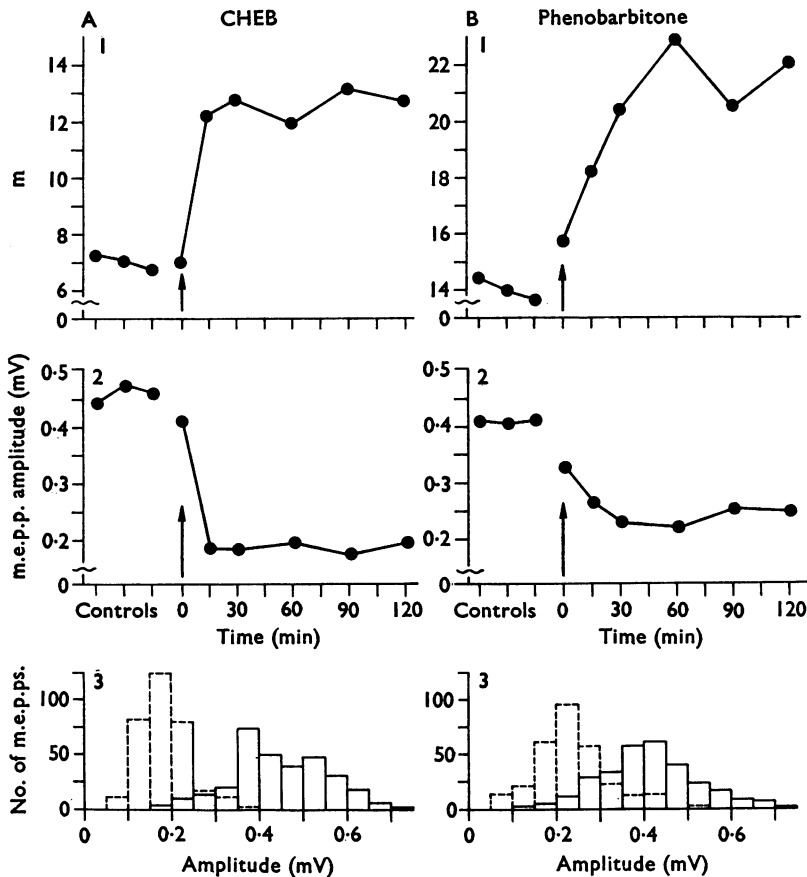 A CHEB
1
14
12
10
8
6
0
m
B Phenobarbitone
1
22
20
18
16
14
0
2
0·5
0·4
0·3
0·2
0
m.e.p.p. amplitude (mV)
Controls 0 30 60 90 120
Time (min)
2
0·5
0·4
0·3
0·2
0·
Controls 0 30 60 90 120
Time (min)
3
100
50
0
No. of m.e.p.ps.
0 0·2 0·4 0·6
Amplitude (mV)
3
100
50
0
0 0·2 0·4 0·6
Amplitude (mV)